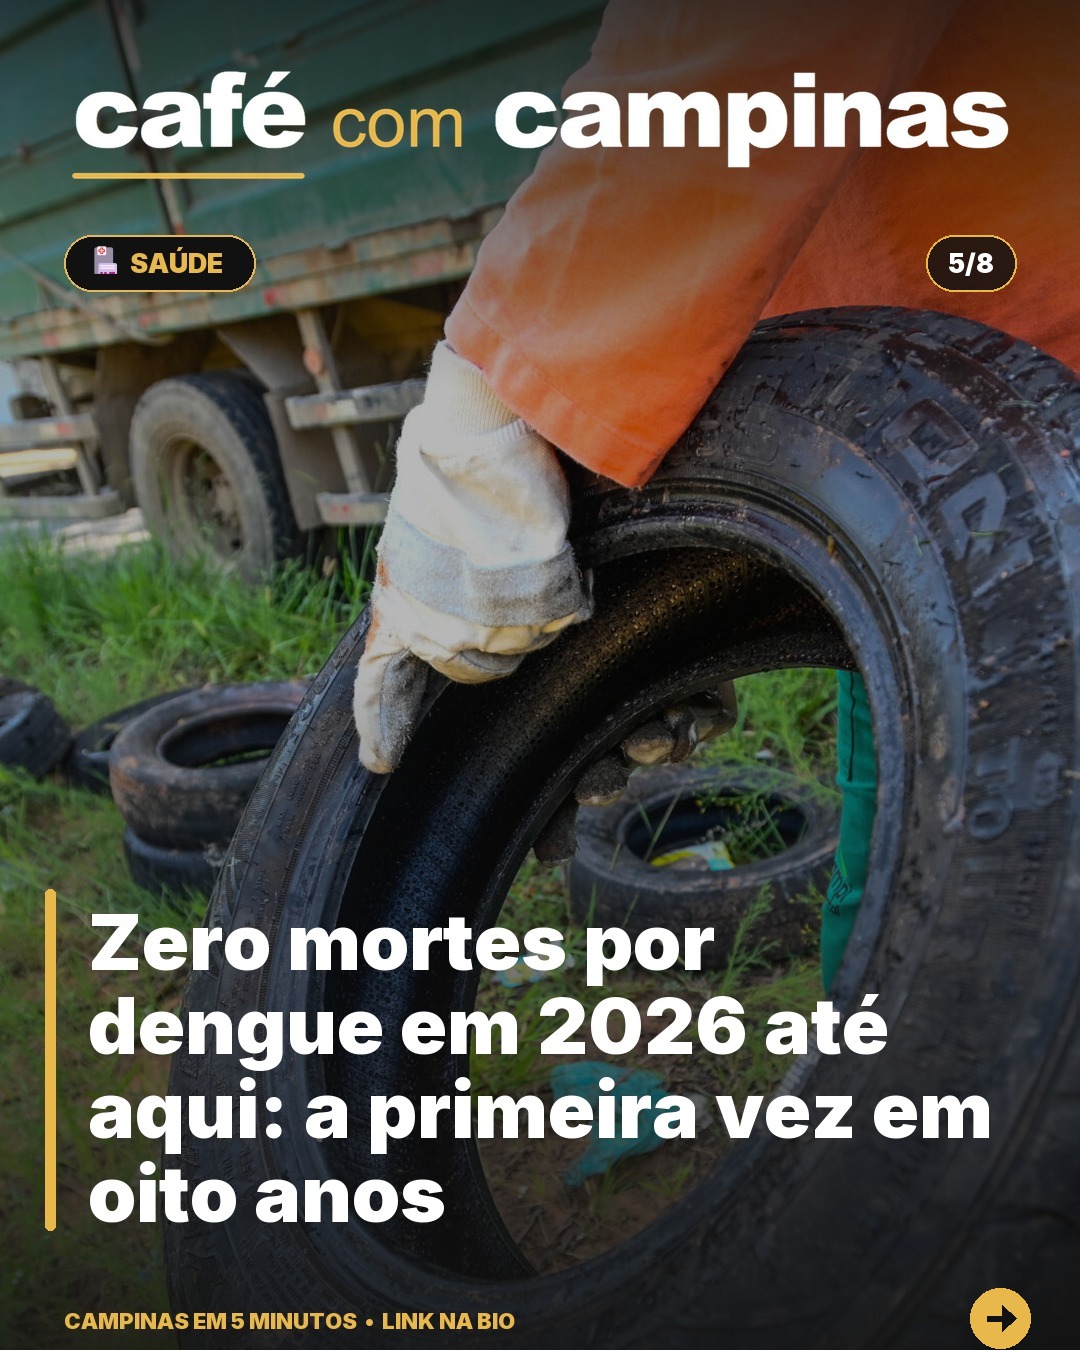 café com campinas
SAÚDE
5/8
Zero mortes por
dengue em 2026 até
aqui: a primeira vez em
oito anos
CAMPINAS EM 5 MINUTOS • LINK NA BIO